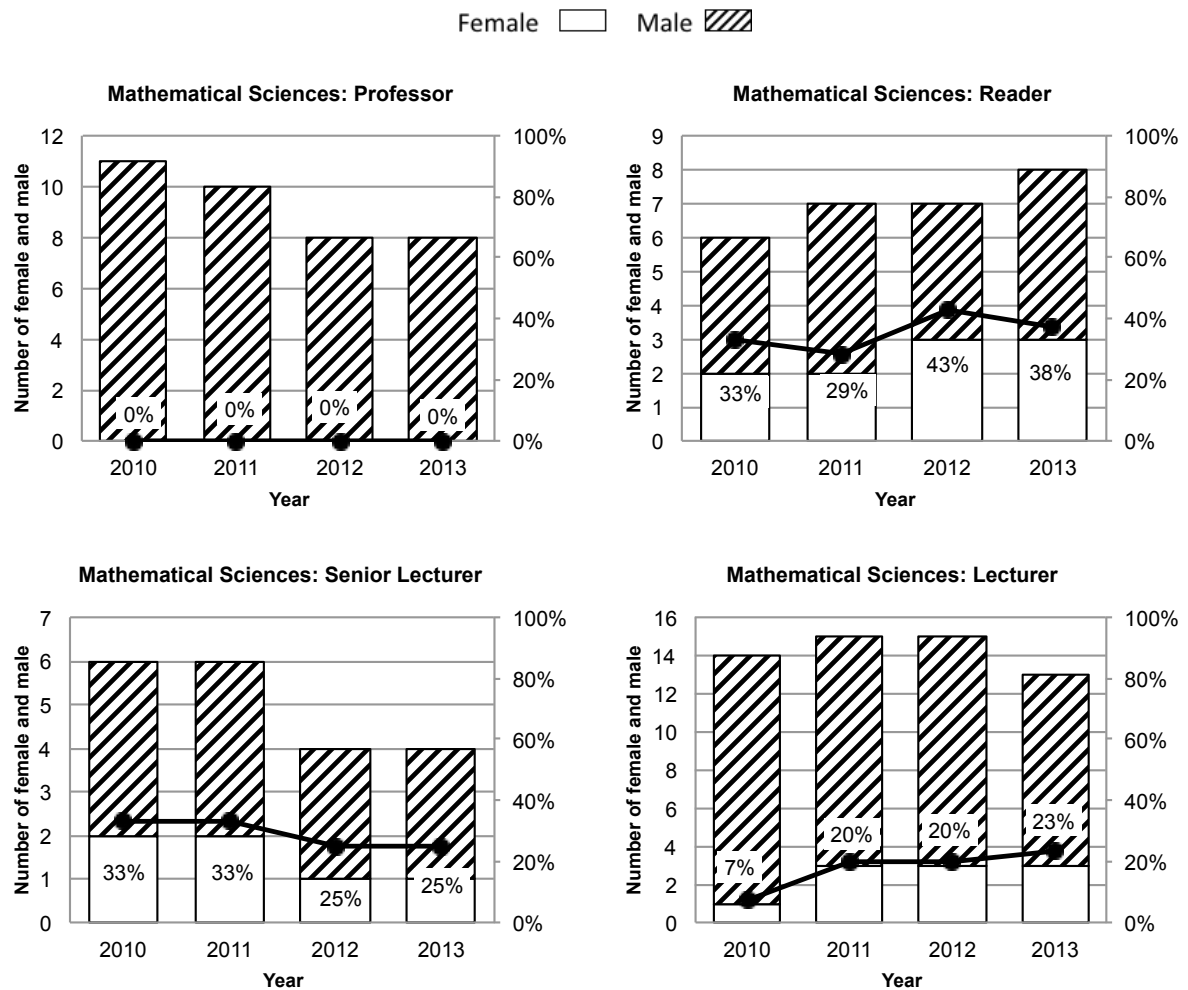 Female Male
Mathematical Sciences: Professor
Number of female and male
12
10
8
6
4
2
0
100%
80%
60%
40%
20%
0%
0% 0% 0% 0%
2010 2011 2012 2013
Year
Mathematical Sciences: Reader
Number of female and male
9
8
7
6
5
4
3
2
1
0
100%
80%
60%
40%
20%
0%
33% 29% 43% 38%
2010 2011 2012 2013
Year
Mathematical Sciences: Senior Lecturer
Number of female and male
7
6
5
4
3
2
1
0
100%
80%
60%
40%
20%
0%
33% 33% 25% 25%
2010 2011 2012 2013
Year
Mathematical Sciences: Lecturer
Number of female and male
16
14
12
10
8
6
4
2
0
100%
80%
60%
40%
20%
0%
7% 20% 20% 23%
2010 2011 2012 2013
Year